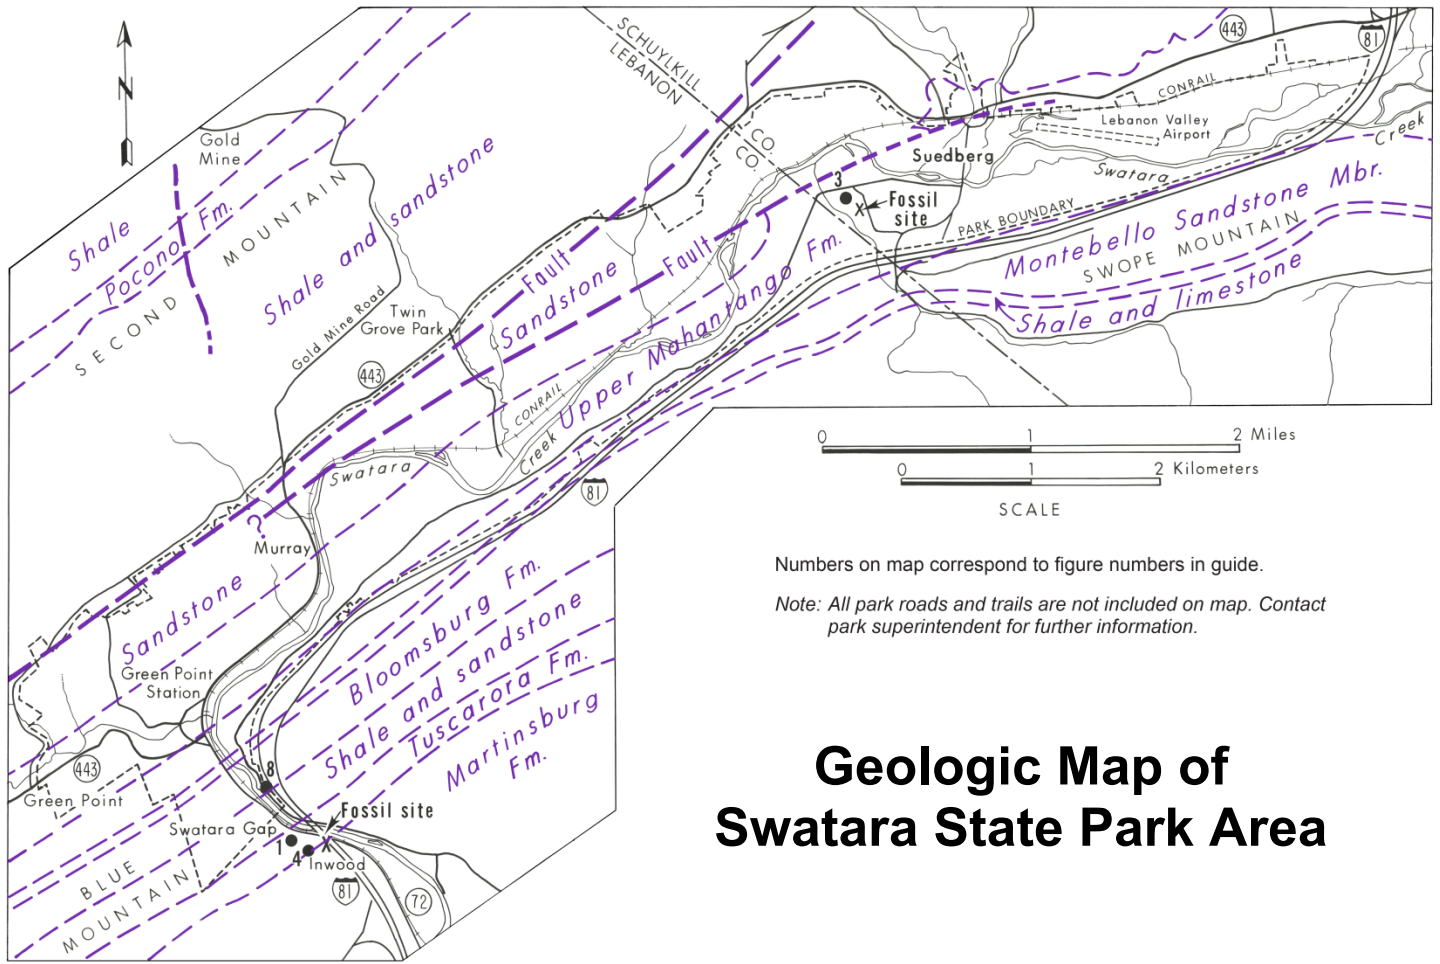 N
SCHUYLKILL
LEBANON
CO.
CO.
443
81
CONRAIL
Lebanon Valley
Airport
Creek
Gold
Mine
Suedberg
Swatara
3
Fossil
site
X
PARK BOUNDARY
Montebello Sandstone Mbr.
SWOPE MOUNTAIN
Shale and limestone
Shale
Pocono Fm.
SECOND MOUNTAIN
Shale and sandstone
Gold Mine Road
Twin
Grove Park
443
Fault
Sandstone
Fault
Upper Mahantango Fm.
CONRAIL
Swatara
Creek
81
0 1 2 Miles
0 1 2 Kilometers
SCALE
?
Murray
Sandstone
Green Point
Station
Bloomsburg Fm.
Shale and sandstone
Tuscarora Fm.
Martinsburg
Fm.
Numbers on map correspond to figure numbers in guide.
Note: All park roads and trails are not included on map. Contact
park superintendent for further information.
443
Green Point
8
Fossil site
Swatara Gap
1
4
X
Inwood
81
72
BLUE
MOUNTAIN
Geologic Map of
Swatara State Park Area